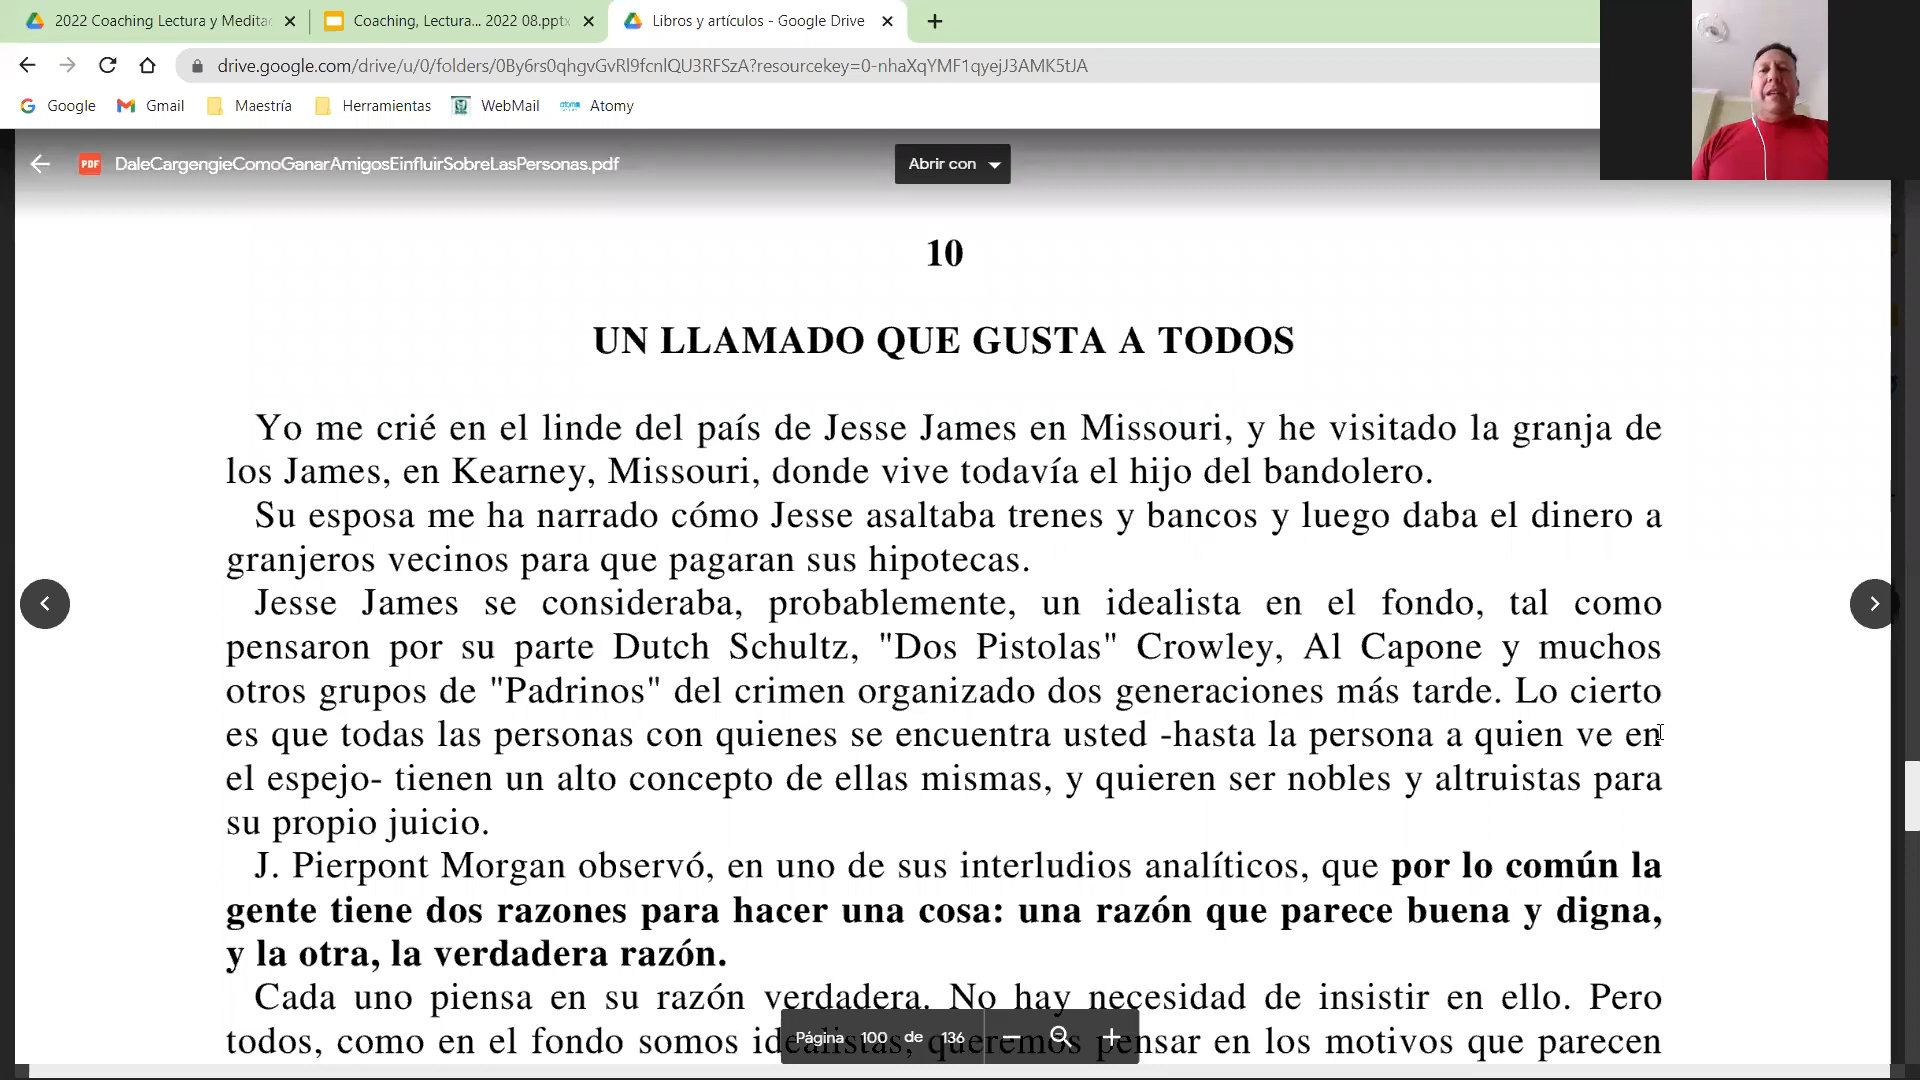 2022 Coaching Lectura y Medita
Coaching, Lectura... 2022 08.pptx
Libros y artículos - Google Drive
drive.google.com/drive/u/0/folders/0By6rs0qhgvGvRl9fcnlQU3RFSzA?resourcekey=0-nhaXqYMF1qyejJ3AMK5tJA
Google Gmail Maestría Herramientas WebMail atomy Atomy
PDF DaleCargengieComoGanarAmigosEinfluirSobreLasPersonas.pdf
Abrir con
10
UN LLAMADO QUE GUSTA A TODOS
Yo me crié en el linde del país de Jesse James en Missouri, y he visitado la granja de
los James, en Kearney, Missouri, donde vive todavía el hijo del bandolero.
Su esposa me ha narrado cómo Jesse asaltaba trenes y bancos y luego daba el dinero a
granjeros vecinos para que pagaran sus hipotecas.
Jesse James se consideraba, probablemente, un idealista en el fondo, tal como
pensaron por su parte Dutch Schultz, "Dos Pistolas" Crowley, Al Capone y muchos
otros grupos de "Padrinos" del crimen organizado dos generaciones más tarde. Lo cierto
es que todas las personas con quienes se encuentra usted -hasta la persona a quien ve en
el espejo- tienen un alto concepto de ellas mismas, y quieren ser nobles y altruistas para
su propio juicio.
J. Pierpont Morgan observó, en uno de sus interludios analíticos, que por lo común la
gente tiene dos razones para hacer una cosa: una razón que parece buena y digna,
y la otra, la verdadera razón.
Cada uno piensa en su razón verdadera. No hay necesidad de insistir en ello. Pero
todos, como en el fondo somos idealistas, queremos pensar en los motivos que parecen
Página 100 de 136